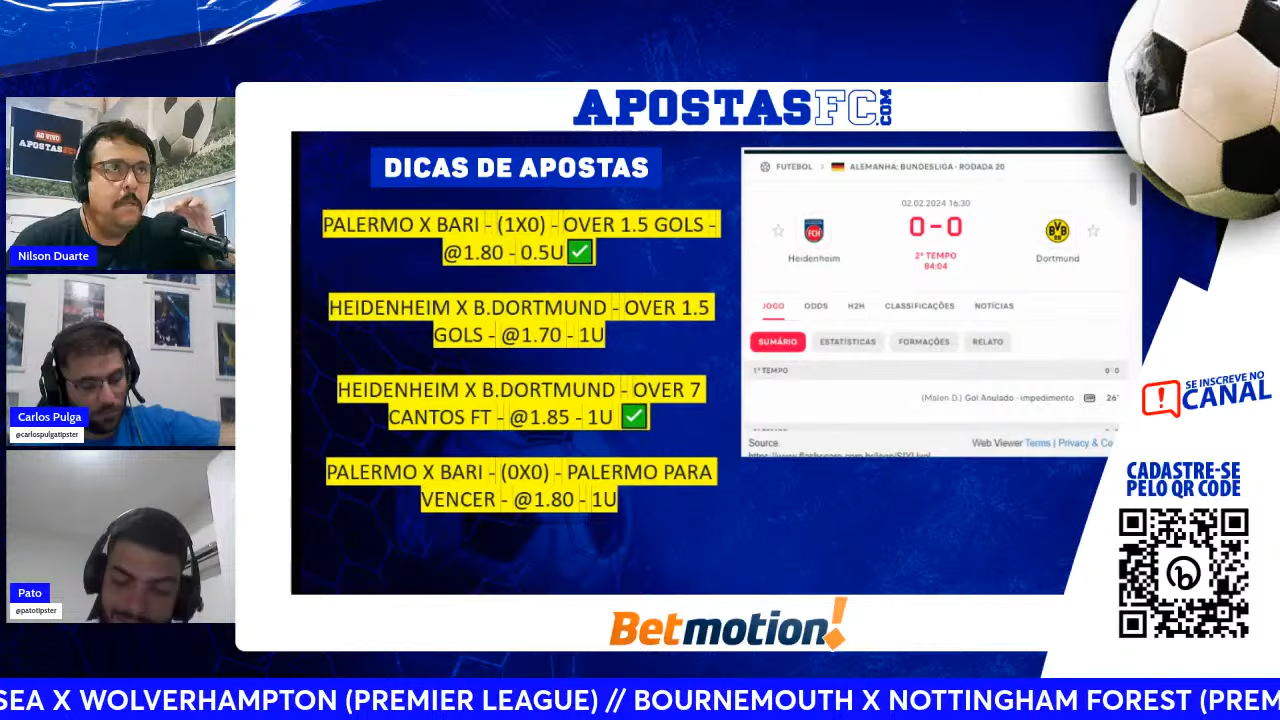 AO VIVO
APOSTASFC
Nilson Duarte
Carlos Pulga
@carlospulgatipster
Pato
@patotipster
APOSTASFC.COM
DICAS DE APOSTAS
PALERMO X BARI - (1X0) - OVER 1.5 GOLS -
@1.80 - 0.5U
HEIDENHEIM X B.DORTMUND - OVER 1.5
GOLS - @1.70 - 1U
HEIDENHEIM X B.DORTMUND - OVER 7
CANTOS FT - @1.85 - 1U
PALERMO X BARI - (0X0) - PALERMO PARA
VENCER - @1.80 - 1U
FUTEBOL > ALEMANHA: BUNDESLIGA - RODADA 20
02.02.2024 16:30
0 - 0
2º TEMPO
84:04
Heidenheim
Dortmund
JOGO ODDS H2H CLASSIFICAÇÕES NOTÍCIAS
SUMÁRIO ESTATÍSTICAS FORMAÇÕES RELATO
1º TEMPO 0 0
(Malen D.) Gol Anulado - impedimento 26'
Source:
Web Viewer Terms | Privacy & Co
SE INSCREVE NO
CANAL
CADASTRE-SE
PELO QR CODE
Betmotion!
SEA X WOLVERHAMPTON (PREMIER LEAGUE) // BOURNEMOUTH X NOTTINGHAM FOREST (PREM